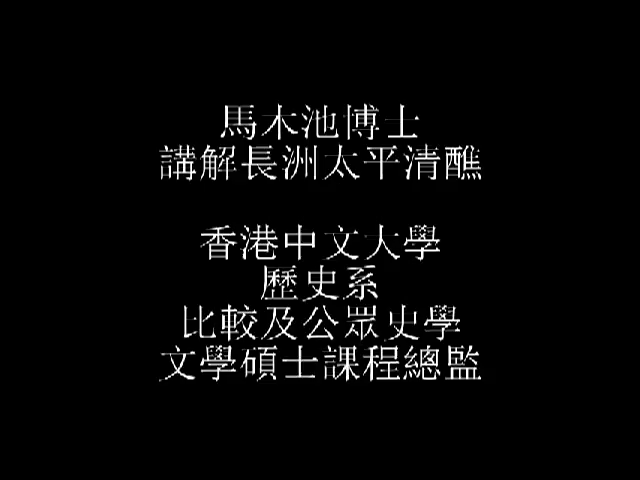 馬木池博士
講解長洲太平清醮
香港中文大學
歷史系
比較及公眾史學
文學碩士課程總監